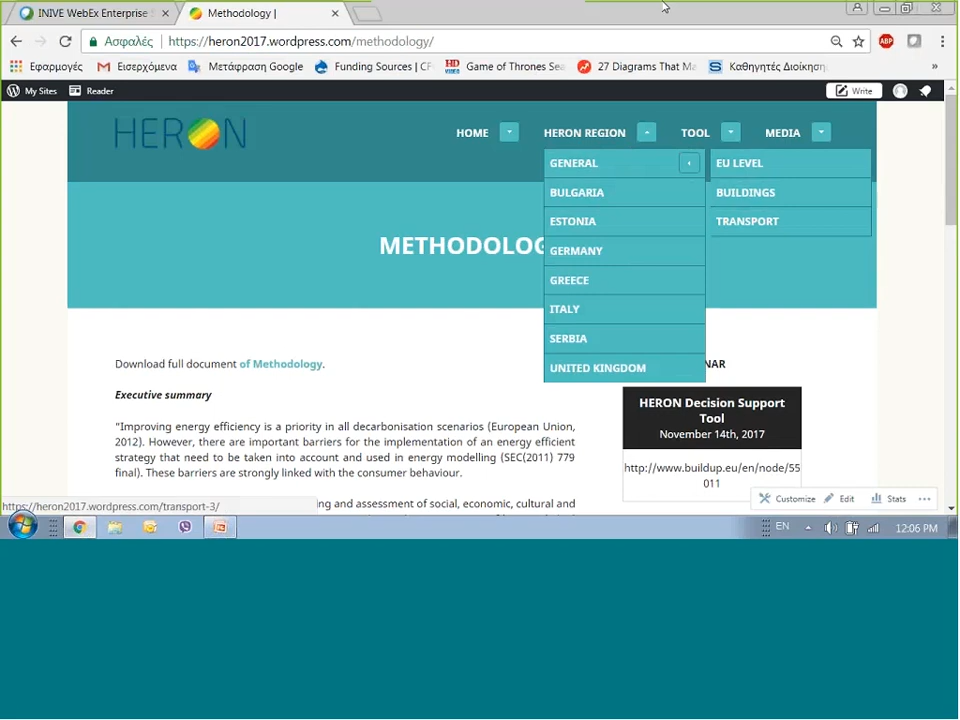 INIVE WebEx Enterprise
Methodology |
Ασφαλές
https://heron2017.wordpress.com/methodology/
ABP
Εφαρμογές
Εισερχόμενα
Μετάφραση Google
Funding Sources | CF
HD
Game of Thrones Sea
27 Diagrams That Ma
S
Καθηγητές Διοίκηση
»
My Sites
Reader
Write
HERON
HOME
HERON REGION
TOOL
MEDIA
GENERAL
EU LEVEL
BULGARIA
BUILDINGS
ESTONIA
TRANSPORT
METHODOLOG
GERMANY
GREECE
ITALY
SERBIA
UNITED KINGDOM
Download full document of Methodology.
NAR
Executive summary
HERON Decision Support
Tool
November 14th, 2017
"Improving energy efficiency is a priority in all decarbonisation scenarios (European Union,
2012). However, there are important barriers for the implementation of an energy efficient
strategy that need to be taken into account and used in energy modelling (SEC(2011) 779
final). These barriers are strongly linked with the consumer behaviour.
http://www.buildup.eu/en/node/55
011
Customize
Edit
Stats
https://heron2017.wordpress.com/transport-3/
ing and assessment of social, economic, cultural and
EN
12:06 PM